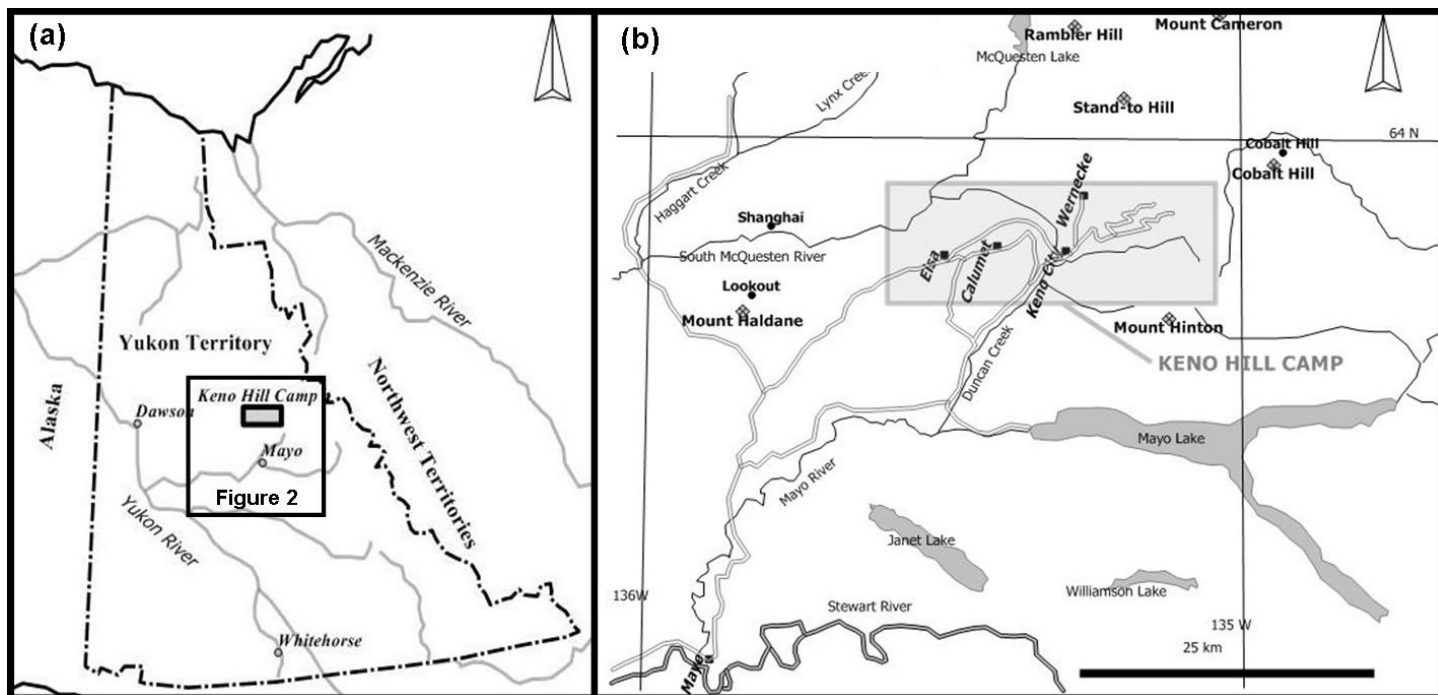 (a)
Mackenzie River
Yukon Territory
Northwest Territories
Alaska
Keno Hill Camp
Dawson
Mayo
Figure 2
Yukon River
Whitehorse
(b)
Rambler Hill
Mount Cameron
McQuesten Lake
Lynx Creek
Stand-to Hill
64 N
Cobalt Hill
Cobalt Hill
Haggart Creek
Wernecke
Shanghai
South McQuesten River
Elsa
Calumet
Keno City
Lookout
Mount Haldane
Mount Hinton
Duncan Creek
KENO HILL CAMP
Mayo Lake
Mayo River
Janet Lake
Williamson Lake
136W
Stewart River
135 W
25 km
Mayo